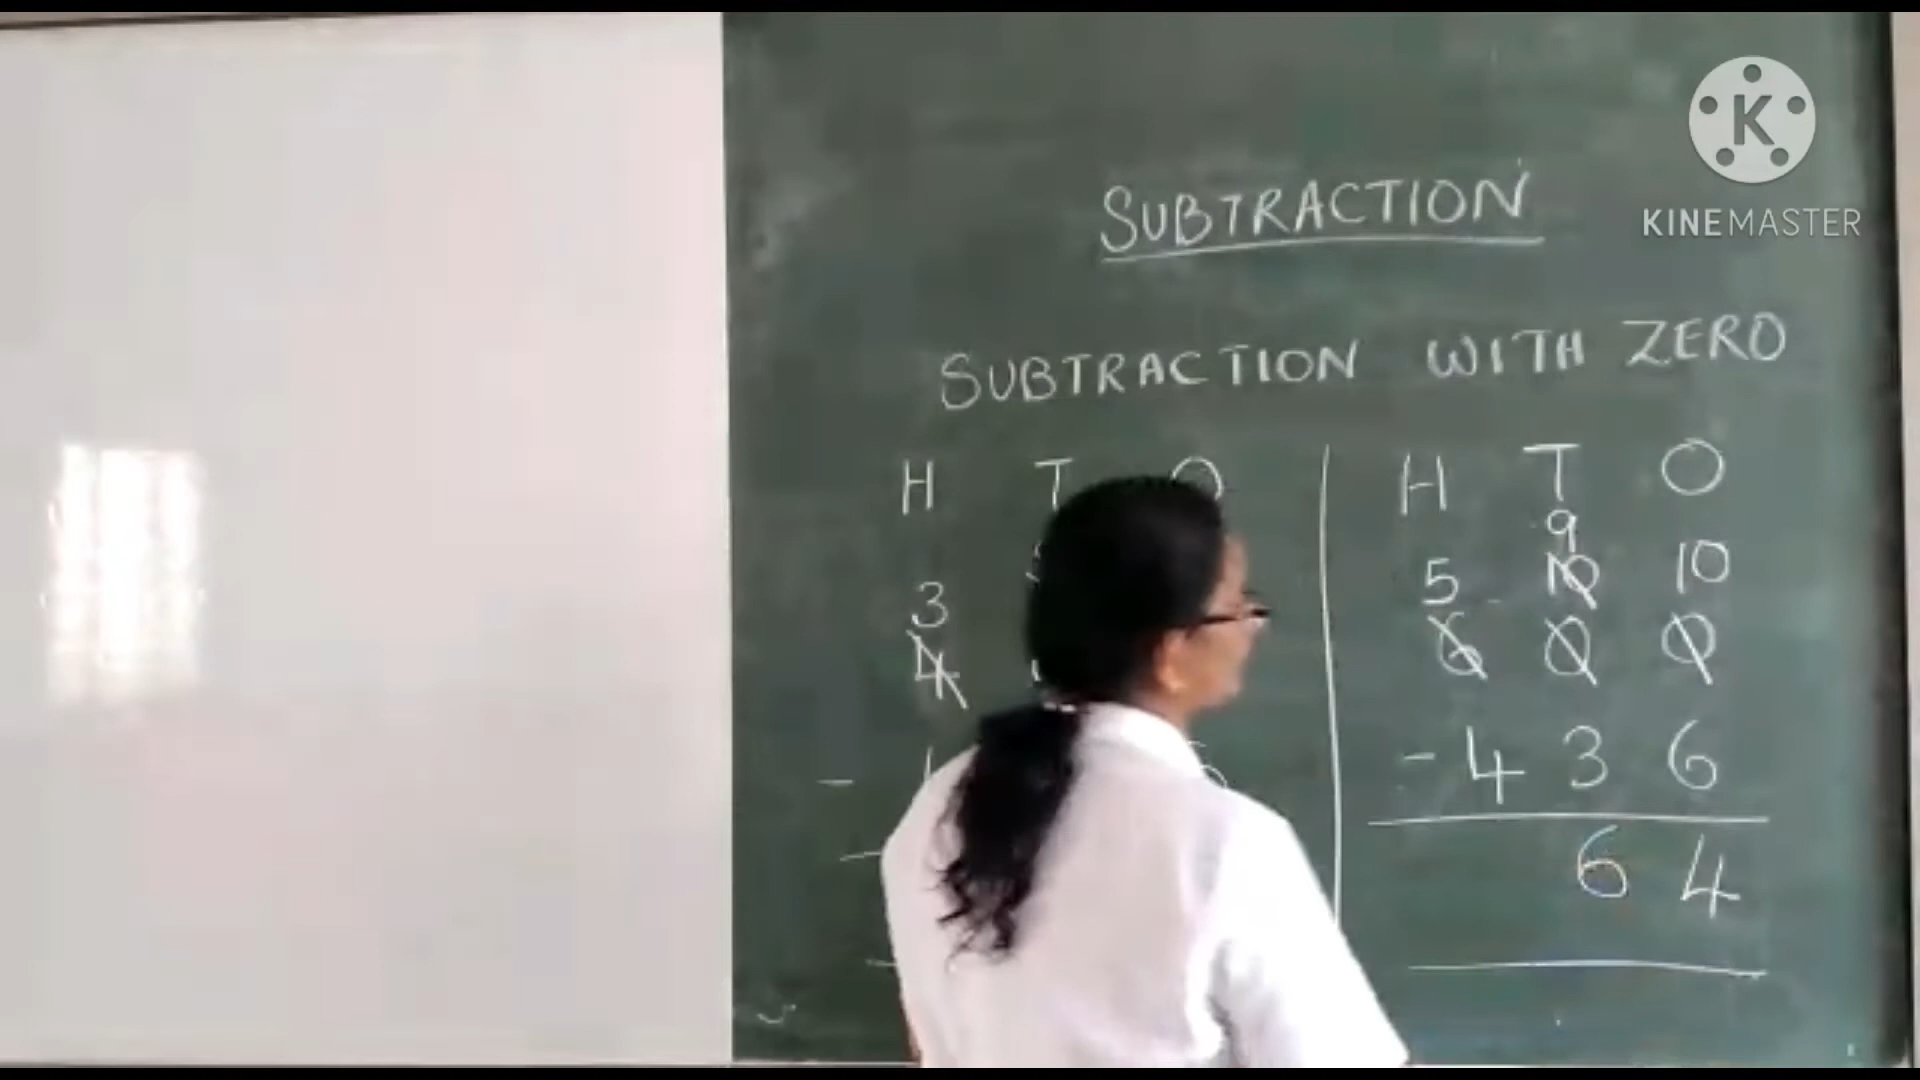 SUBTRACTION
SUBTRACTION WITH ZERO
H T O
3
4
-
H T O
9
5 10 10
6 0 0
- 4 3 6
6 4
KINEMASTER